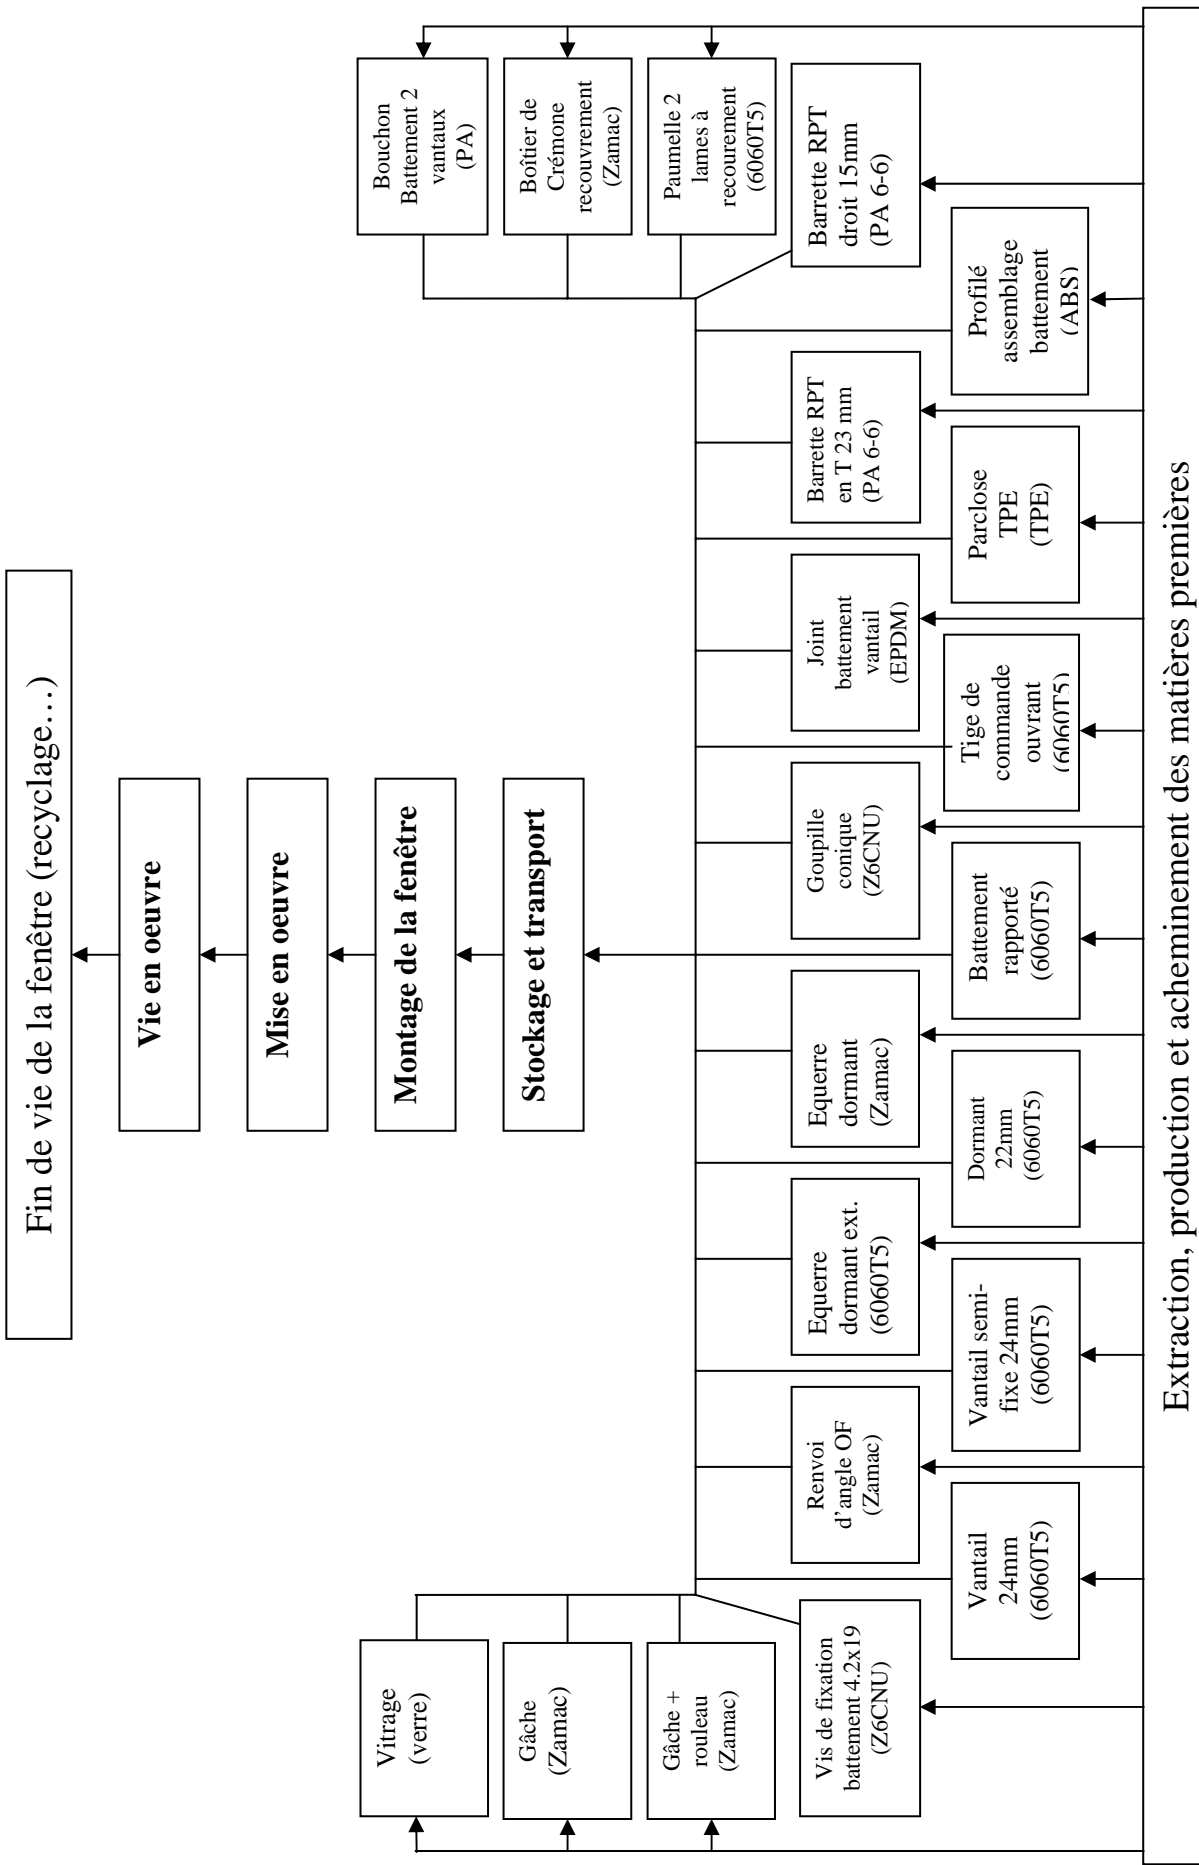 Fin de vie de la fenêtre (recyclage…)
Vie en oeuvre
Mise en oeuvre
Montage de la fenêtre
Stockage et transport
Vitrage
(verre)
Gâche
(Zamac)
Gâche +
rouleau
(Zamac)
Vis de fixation
battement 4.2x19
(Z6CNU)
Bouchon
Battement 2
vantaux
(PA)
Boîtier de
Crémone
recouvrement
(Zamac)
Paumelle 2
lames à
recourement
(6060T5)
Barrette RPT
droit 15mm
(PA 6-6)
Renvoi
d’angle OF
(Zamac)
Equerre
dormant ext.
(6060T5)
Equerre
dormant
(Zamac)
Goupille
conique
(Z6CNU)
Joint
battement
vantail
(EPDM)
Barrette RPT
en T 23 mm
(PA 6-6)
Vantail
24mm
(6060T5)
Vantail semi-
fixe 24mm
(6060T5)
Dormant
22mm
(6060T5)
Battement
rapporté
(6060T5)
Tige de
commande
ouvrant
(6060T5)
Parclose
TPE
(TPE)
Profilé
assemblage
battement
(ABS)
Extraction, production et acheminement des matières premières